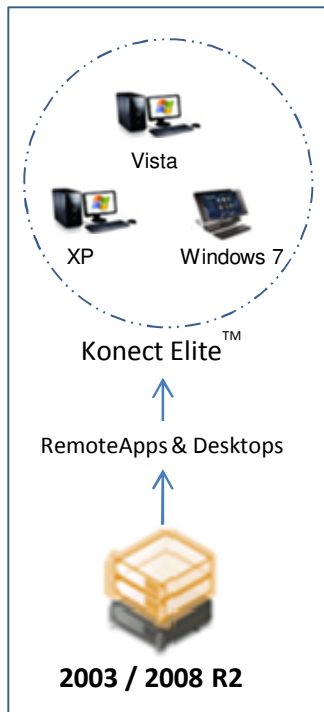 Vista
XP
Windows 7
Konect Elite™
RemoteApps & Desktops
2003 / 2008 R2